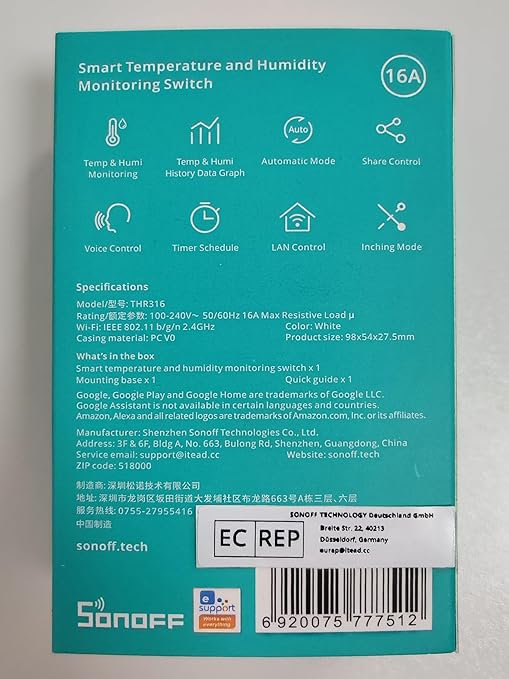 Smart Temperature and Humidity
Monitoring Switch
16A
Temp & Humi
Monitoring
Temp & Humi
History Data Graph
Auto
Automatic Mode
Share Control
Voice Control
Timer Schedule
LAN Control
Inching Mode
Specifications
Model/型号: THR316
Rating/额定参数: 100-240V～ 50/60Hz 16A Max Resistive Load μ
Wi-Fi: IEEE 802.11 b/g/n 2.4GHz Color: White
Casing material: PC V0 Product size: 98x54x27.5mm
What's in the box
Smart temperature and humidity monitoring switch x 1
Mounting base x 1 Quick guide x 1
Google, Google Play and Google Home are trademarks of Google LLC.
Google Assistant is not available in certain languages and countries.
Amazon, Alexa and all related logos are trademarks of Amazon.com, Inc. or its affiliates.
Manufacturer: Shenzhen Sonoff Technologies Co., Ltd.
Address: 3F & 6F, Bldg A, No. 663, Bulong Rd, Shenzhen, Guangdong, China
Service email: support@itead.cc Website: sonoff.tech
ZIP code: 518000
制造商: 深圳松诺技术有限公司
地址: 深圳市龙岗区坂田街道大发埔社区布龙路663号A栋三层、六层
服务热线: 0755-27955416
中国制造
sonoff.tech
EC REP
SONOFF TECHNOLOGY Deutschland GmbH
Breite Str. 22, 40213
Düsseldorf, Germany
eurep@itead.cc
SONOFF
e
support
Works with
everything
6 920075 777512